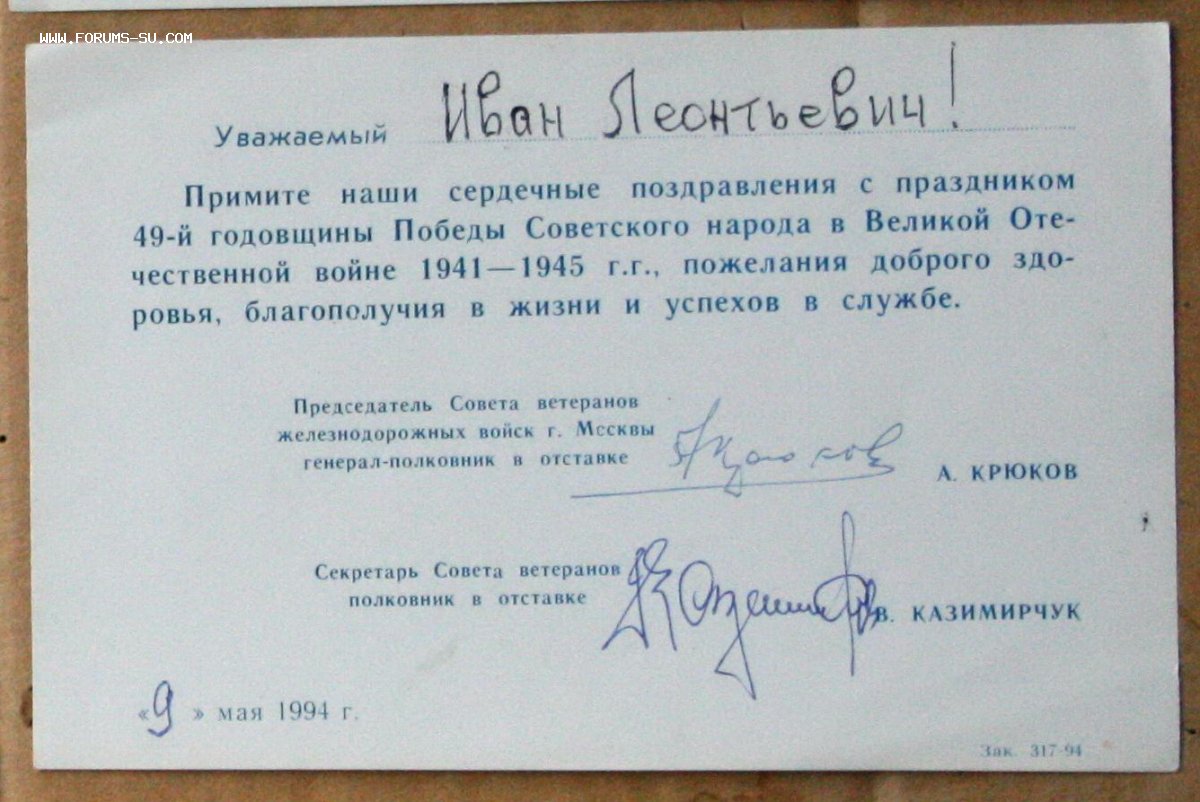 WWW.FORUMS-SU.COM
Уважаемый Иван Леонтьевич!
Примите наши сердечные поздравления с праздником
49-й годовщины Победы Советского народа в Великой Оте-
чественной войне 1941—1945 г.г., пожелания доброго здо-
ровья, благополучия в жизни и успехов в службе.
Председатель Совета ветеранов
железнодорожных войск г. Мссквы
генерал-полковник в отставке
А. Крюков
А. КРЮКОВ
Секретарь Совета ветеранов
полковник в отставке
В. КАЗИМИРЧУК
«9» мая 1994 г.
Зак. 317-94